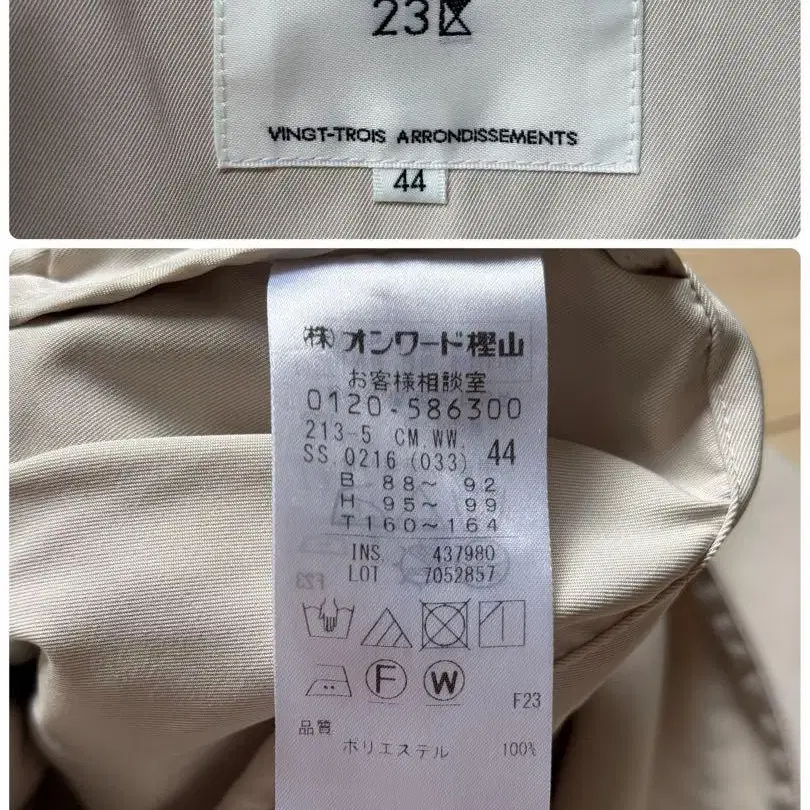 23区
VINGT-TROIS ARRONDISSEMENTS
44
㈱オンワード樫山
お客様相談室
0120-586300
213-5 CM.WW.
SS.0216(033) 44
B 88〜 92
H 95〜 99
T160〜164
INS. 437980
LOT 7052857
F23
F W
F23
品質
ポリエステル 100%